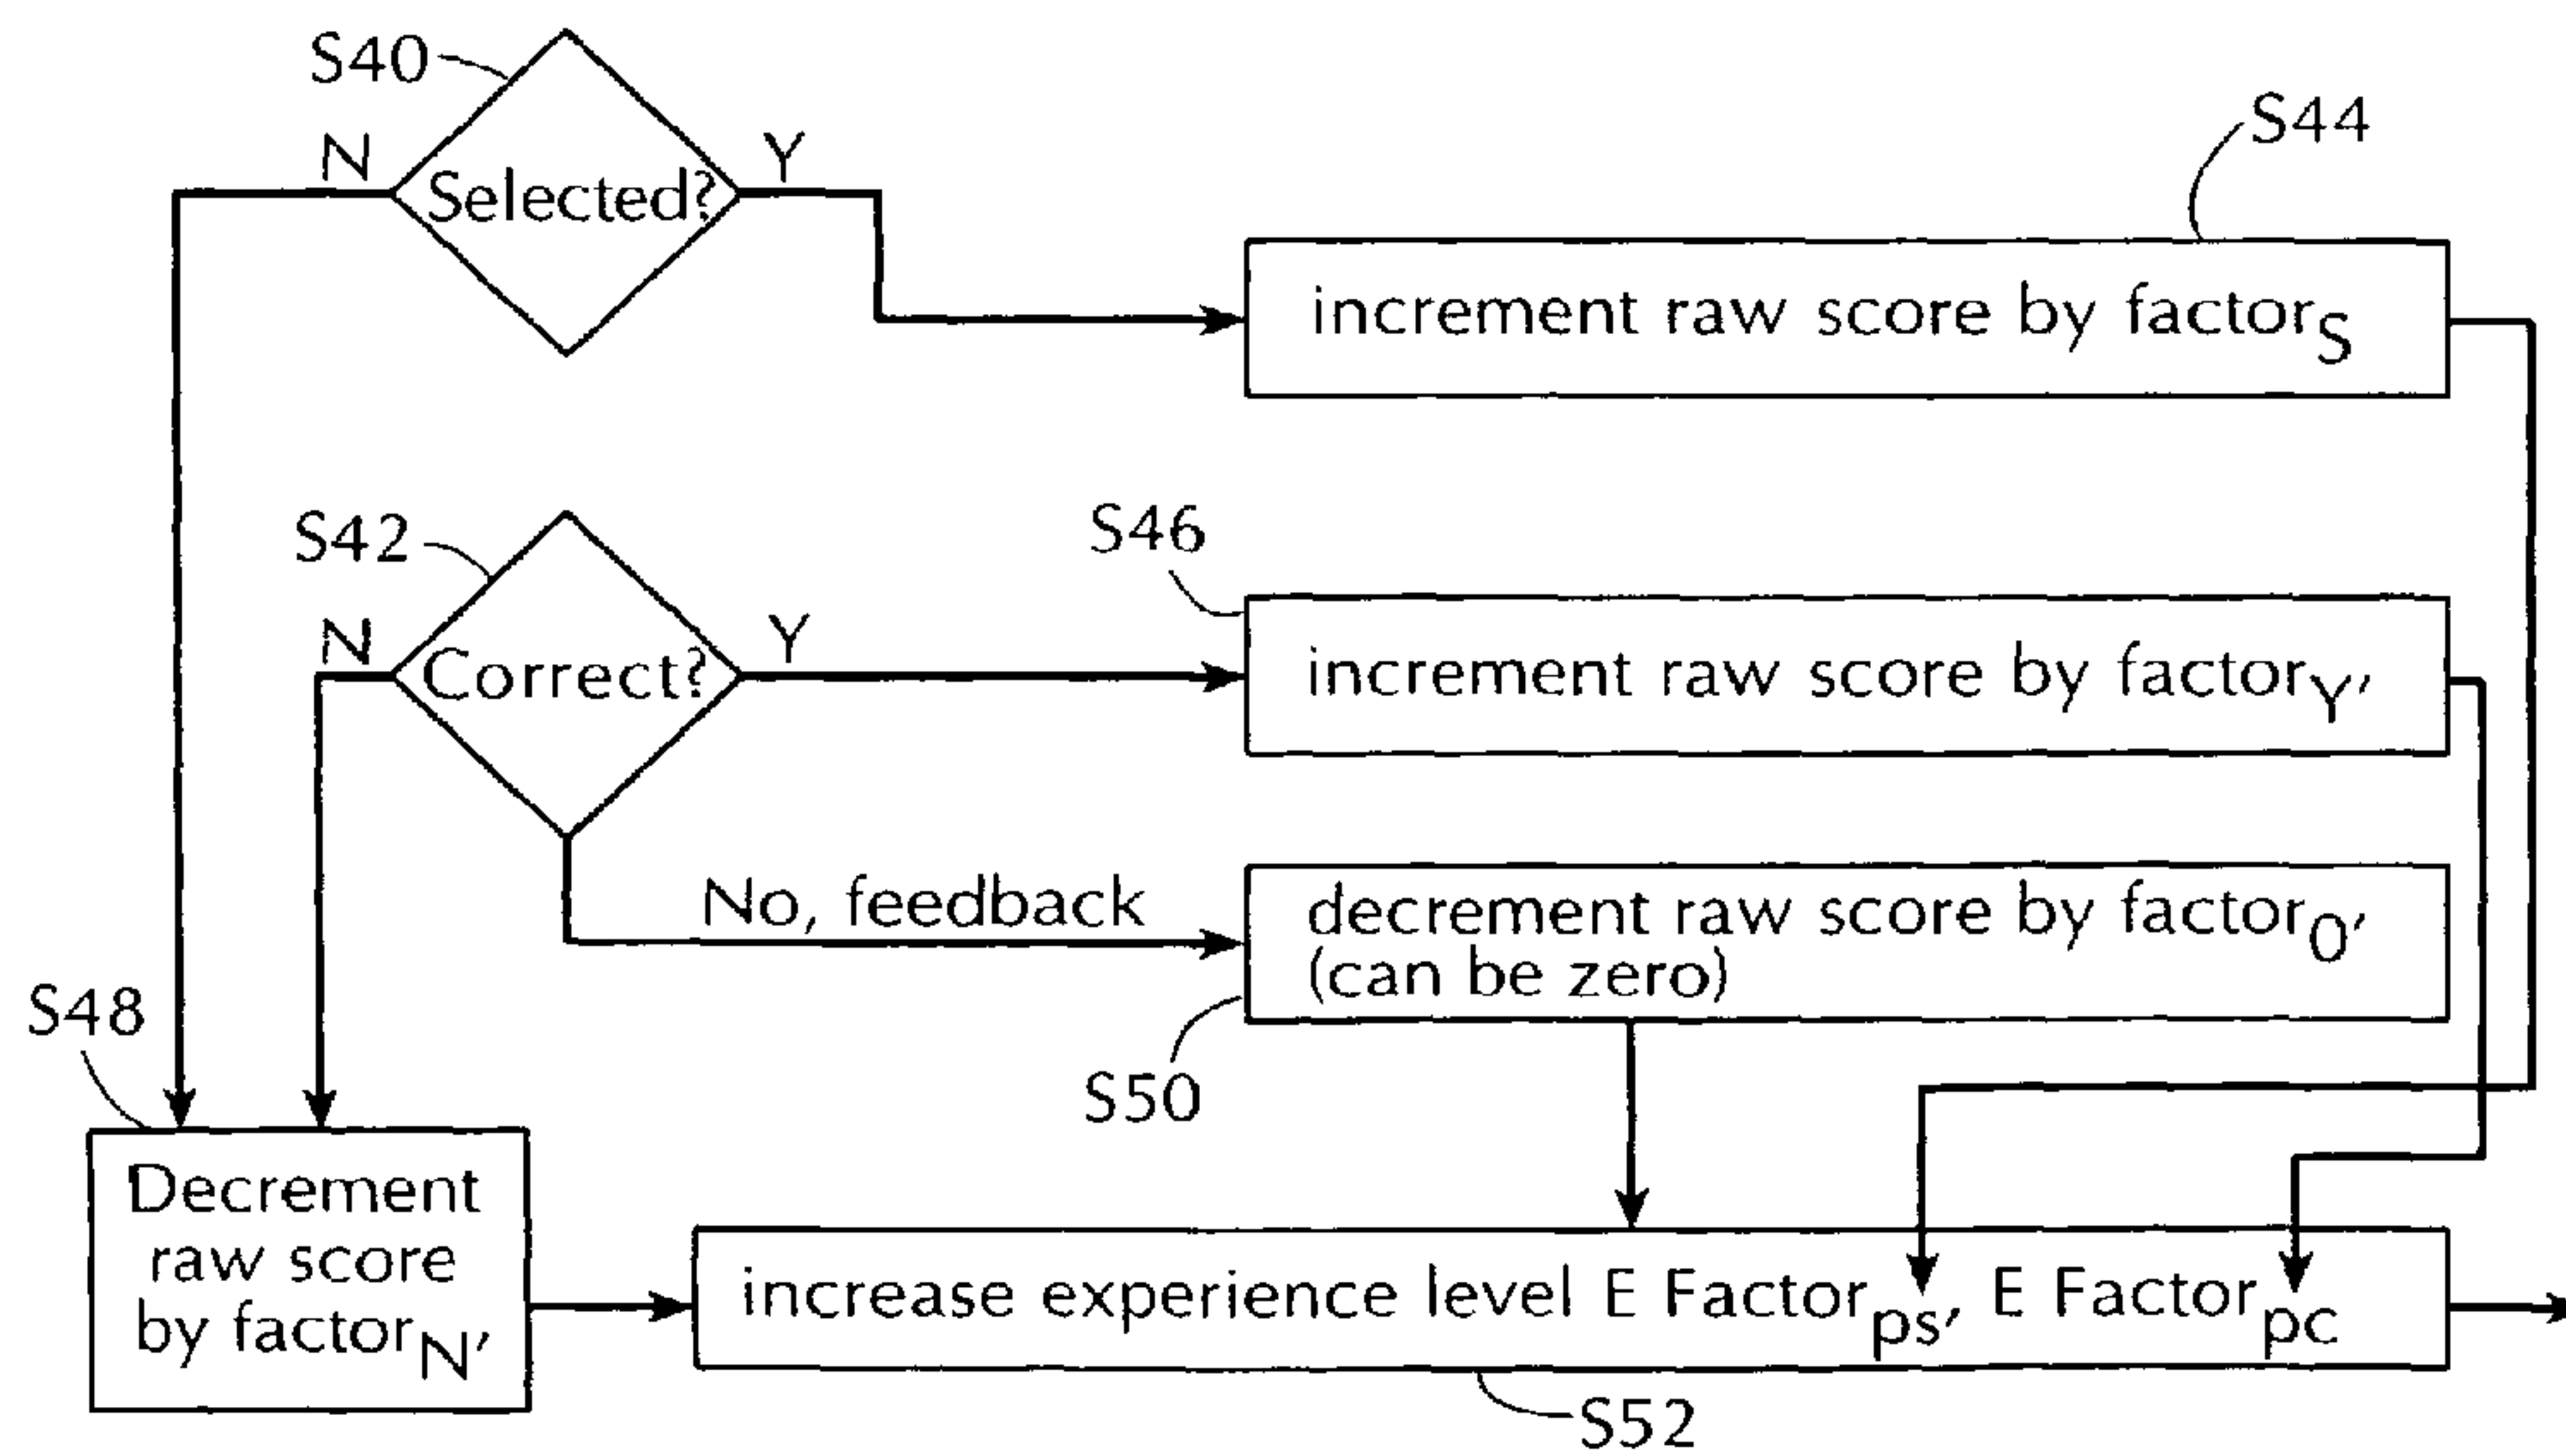 S40
N
Y
Selected?
S44
increment raw score by factorS
S42
N
Y
Correct?
S46
increment raw score by factorY'
No, feedback
decrement raw score by factor0'
(can be zero)
S50
S48
Decrement
raw score
by factorN'
increase experience level E Factorps, E Factorpc
S52